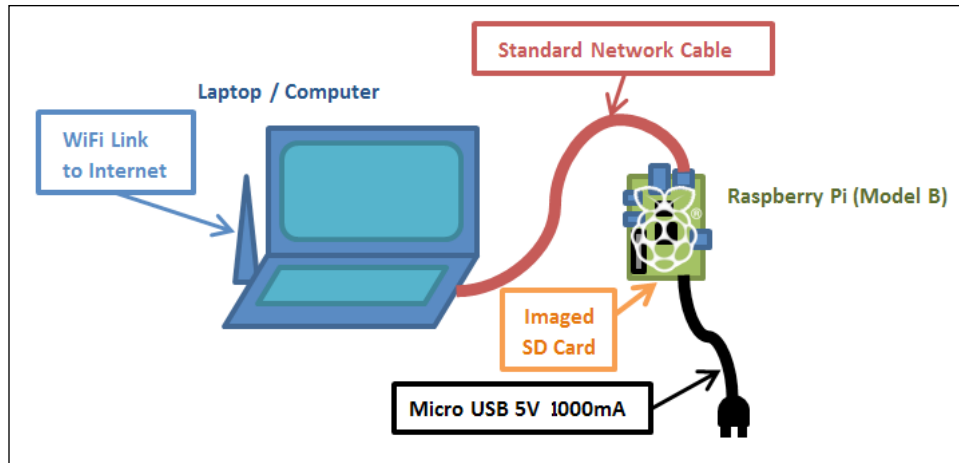 Standard Network Cable
Laptop / Computer
WiFi Link
to Internet
Raspberry Pi (Model B)
®
Imaged
SD Card
Micro USB 5V 1000mA